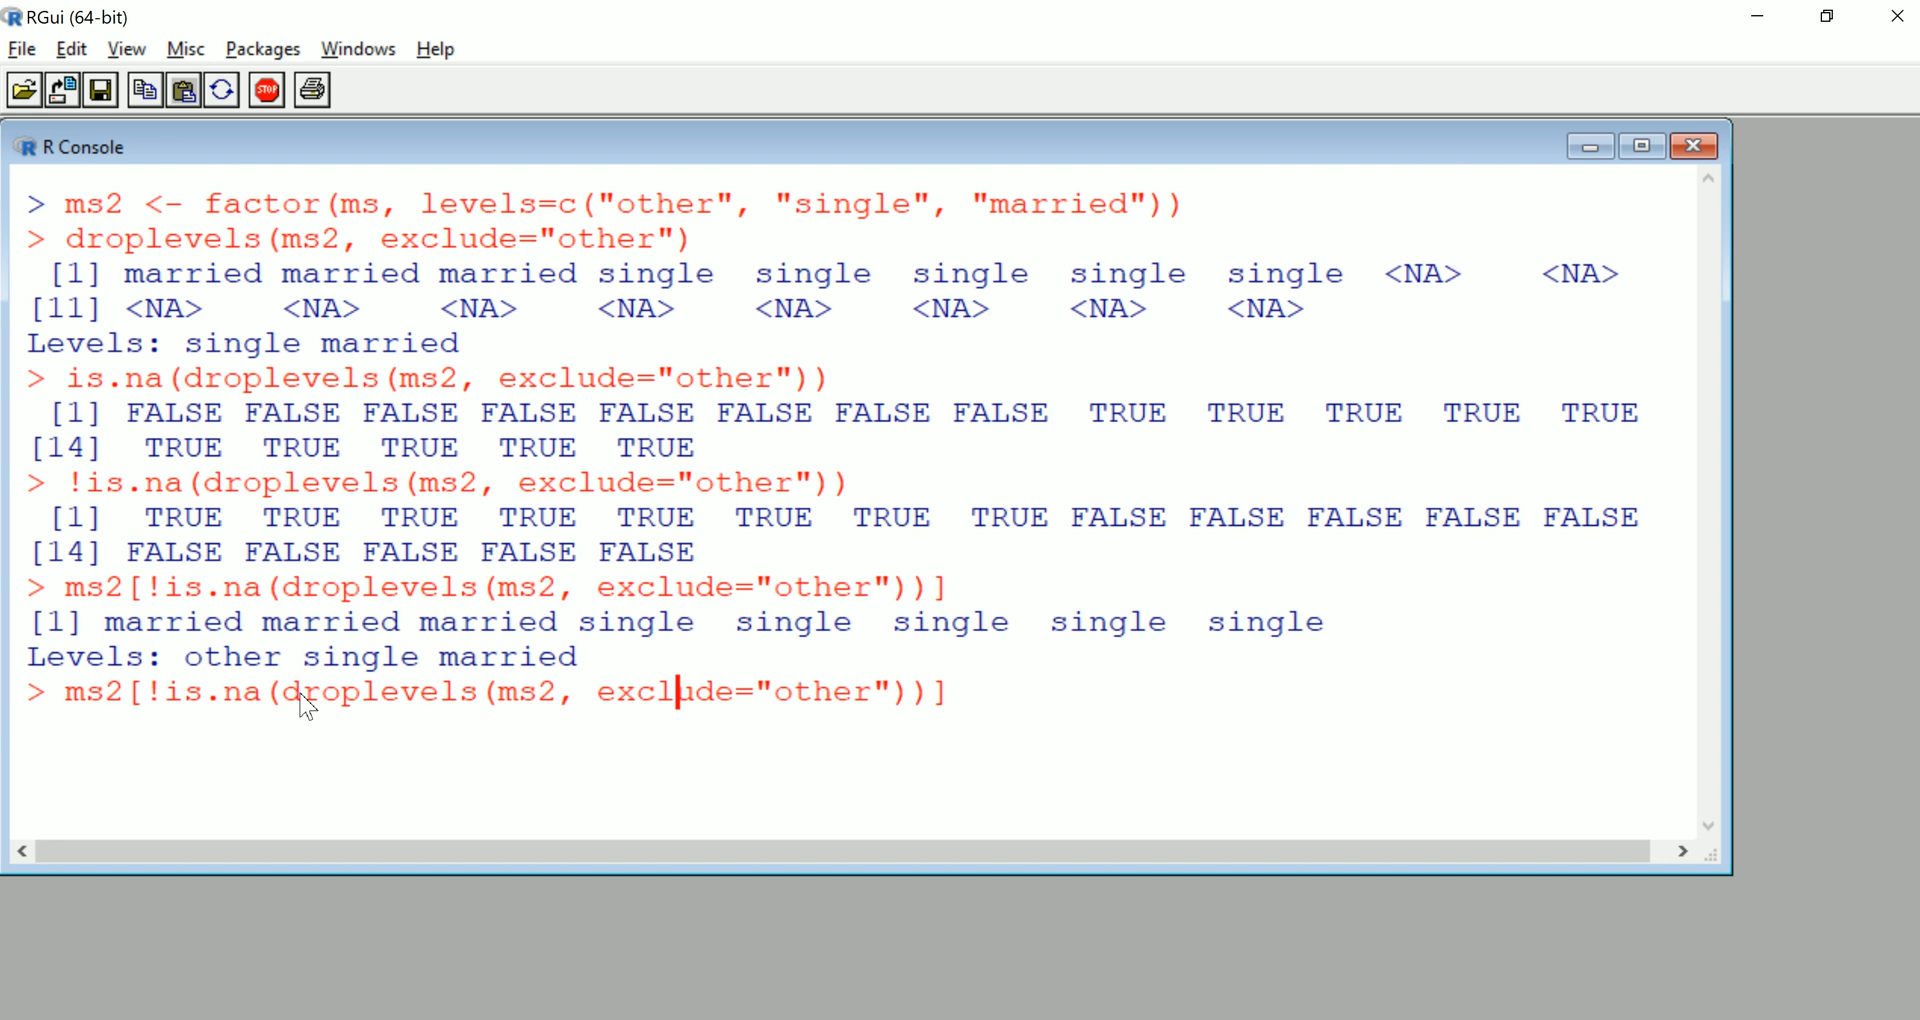 RGui (64-bit)
File Edit View Misc Packages Windows Help
STOP
R Console
> ms2 <- factor(ms, levels=c("other", "single", "married"))
> droplevels(ms2, exclude="other")
 [1] married married married single  single  single  single  single  <NA>    <NA>
[11] <NA>    <NA>    <NA>    <NA>    <NA>    <NA>    <NA>    <NA>
Levels: single married
> is.na(droplevels(ms2, exclude="other"))
 [1] FALSE FALSE FALSE FALSE FALSE FALSE FALSE FALSE  TRUE  TRUE  TRUE  TRUE  TRUE
[14]  TRUE  TRUE  TRUE  TRUE  TRUE
> !is.na(droplevels(ms2, exclude="other"))
 [1]  TRUE  TRUE  TRUE  TRUE  TRUE  TRUE  TRUE  TRUE FALSE FALSE FALSE FALSE FALSE
[14] FALSE FALSE FALSE FALSE FALSE
> ms2[!is.na(droplevels(ms2, exclude="other"))]
[1] married married married single  single  single  single  single
Levels: other single married
> ms2[!is.na(droplevels(ms2, exclude="other"))]